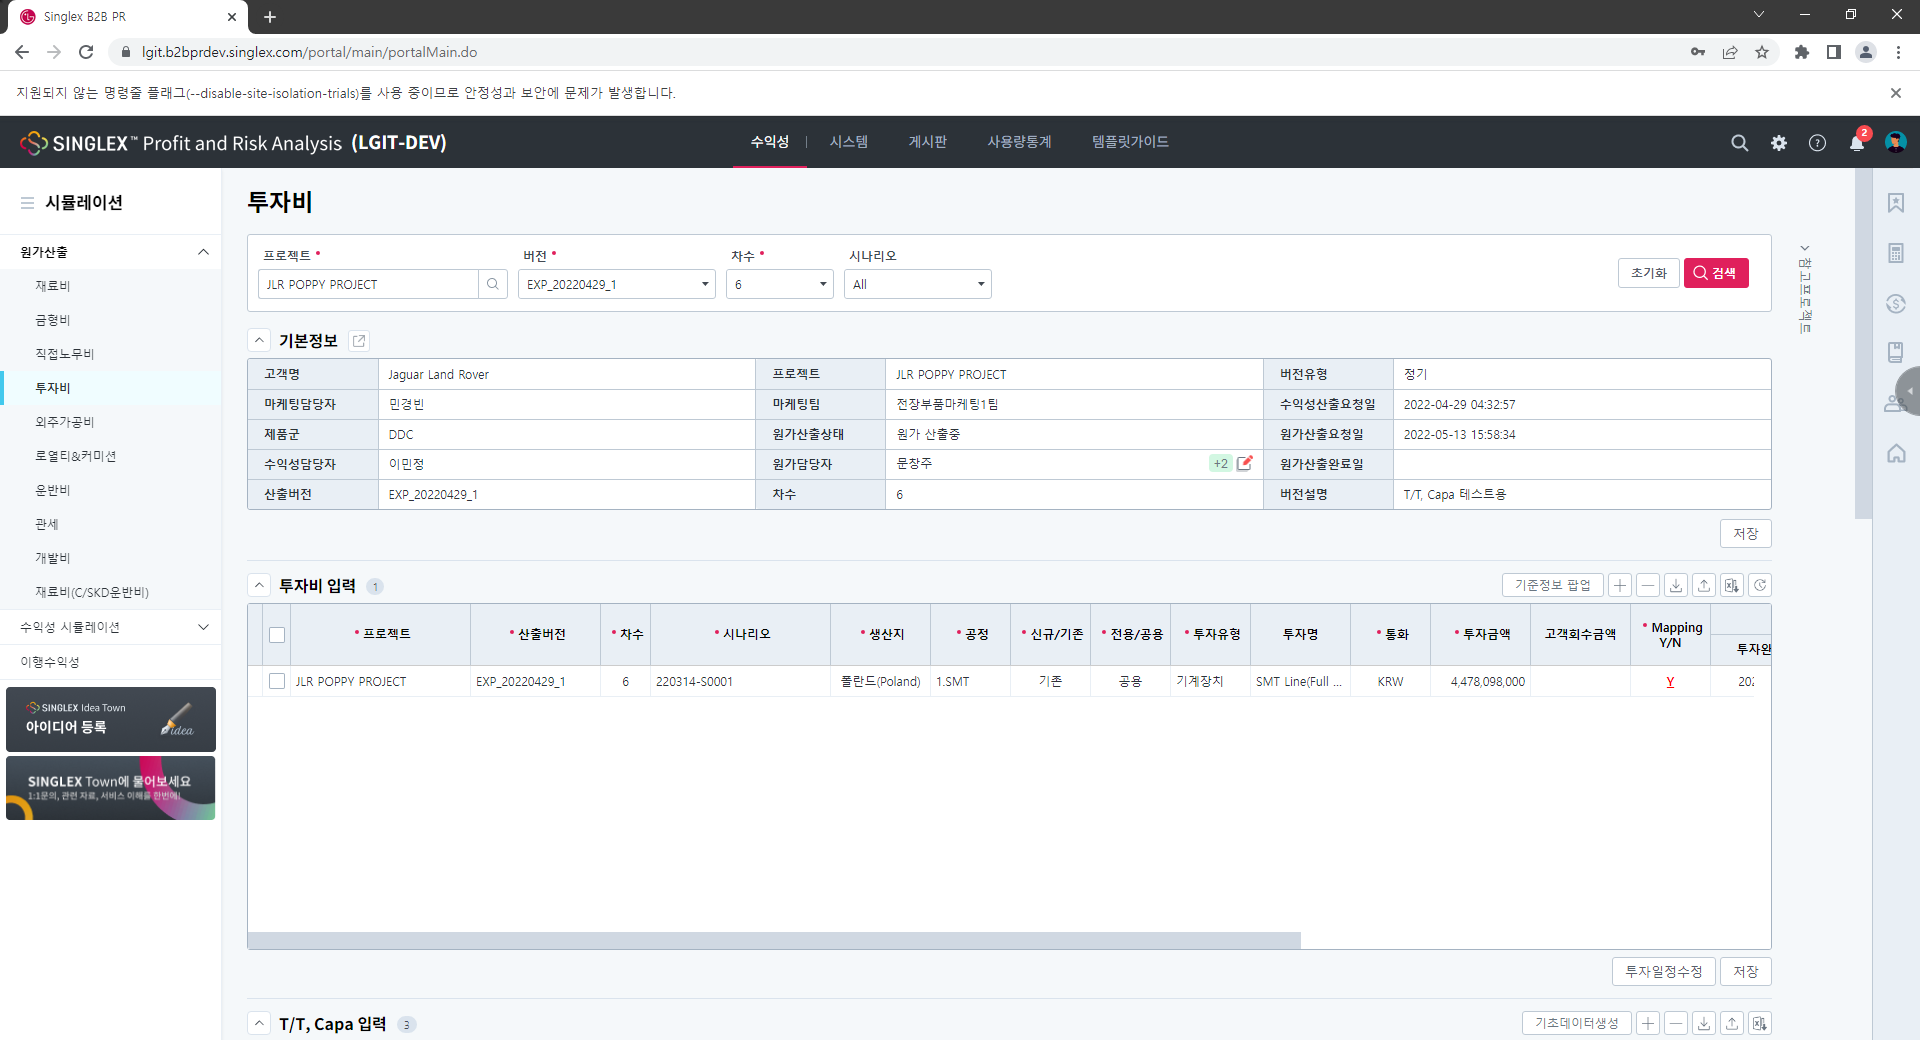 Singlex B2B PR
lgit.b2bprdev.singlex.com/portal/main/portalMain.do
지원되지 않는 명령줄 플래그(--disable-site-isolation-trials)를 사용 중이므로 안정성과 보안에 문제가 발생합니다.
SINGLEX™ Profit and Risk Analysis (LGIT-DEV)
수익성 시스템 게시판 사용량통계 템플릿가이드
2
시뮬레이션
원가산출
재료비
금형비
직접노무비
투자비
외주가공비
로열티&커미션
운반비
관세
개발비
재료비(C/SKD운반비)
수익성 시뮬레이션
이행수익성
SINGLEX Idea Town
아이디어 등록
idea
SINGLEX Town에 물어보세요
1:1문의, 관련 자료, 서비스 이해를 한번에!
투자비
프로젝트 * 버전 * 차수 * 시나리오
JLR POPPY PROJECT EXP_20220429_1 6 All
초기화 검색
참고프로젝트
기본정보
고객명 Jaguar Land Rover 프로젝트 JLR POPPY PROJECT 버전유형 정기
마케팅담당자 민경빈 마케팅팀 전장부품마케팅1팀 수익성산출요청일 2022-04-29 04:32:57
제품군 DDC 원가산출상태 원가 산출중 원가산출요청일 2022-05-13 15:58:34
수익성담당자 이민정 원가담당자 문창주 +2 원가산출완료일
산출버전 EXP_20220429_1 차수 6 버전설명 T/T, Capa 테스트용
저장
투자비 입력 1
기준정보 팝업
* 프로젝트 * 산출버전 * 차수 * 시나리오 * 생산지 * 공정 * 신규/기존 * 전용/공용 * 투자유형 투자명 * 통화 * 투자금액 고객회수금액 * Mapping Y/N 투자완
JLR POPPY PROJECT EXP_20220429_1 6 220314-S0001 폴란드(Poland) 1.SMT 기존 공용 기계장치 SMT Line(Full ... KRW 4,478,098,000 Y 202
투자일정수정 저장
T/T, Capa 입력 3
기초데이터생성